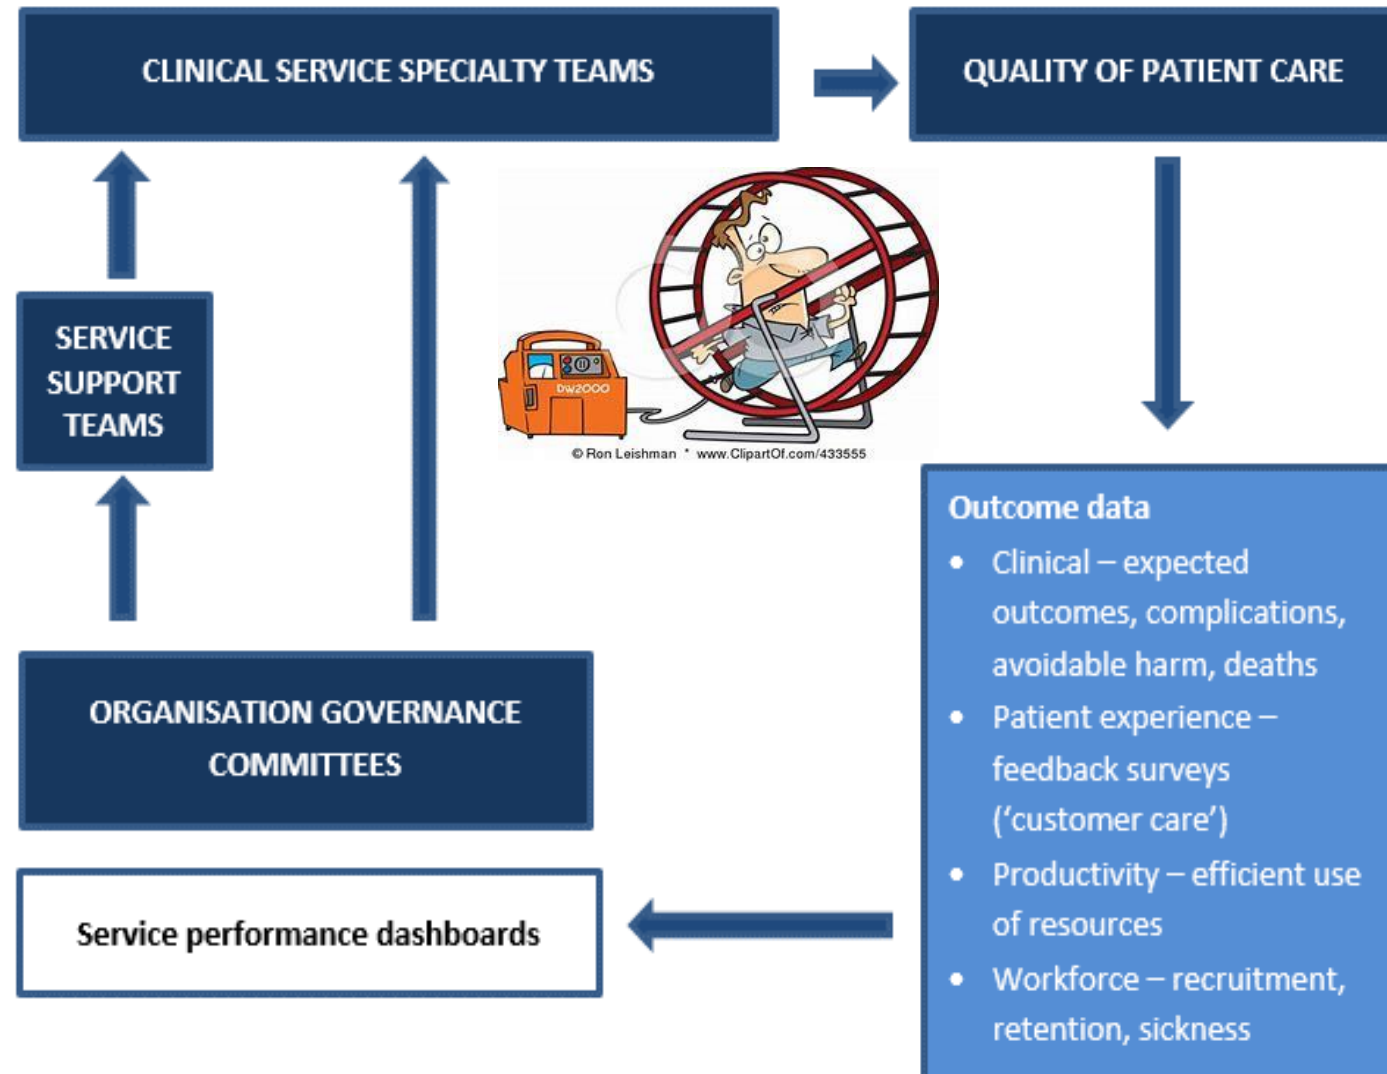 CLINICAL SERVICE SPECIALTY TEAMS
QUALITY OF PATIENT CARE
SERVICE
SUPPORT
TEAMS
DW2000
© Ron Leishman * www.ClipartOf.com/433555
Outcome data
• Clinical – expected
outcomes, complications,
avoidable harm, deaths
• Patient experience –
feedback surveys
(‘customer care’)
• Productivity – efficient use
of resources
• Workforce – recruitment,
retention, sickness
ORGANISATION GOVERNANCE
COMMITTEES
Service performance dashboards